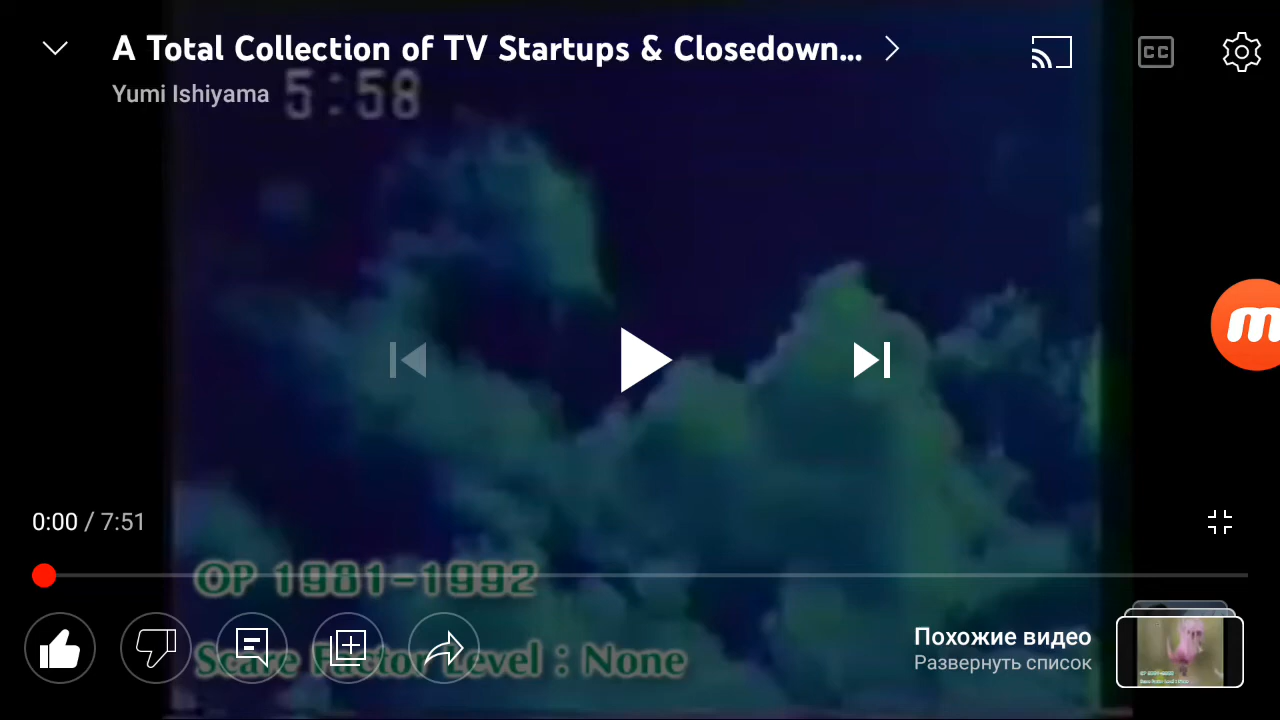 A Total Collection of TV Startups & Closedown...
Yumi Ishiyama
5:58
CC
m
0:00 / 7:51
OP 1981-1992
Scare Factor Level : None
Похожие видео
Развернуть список